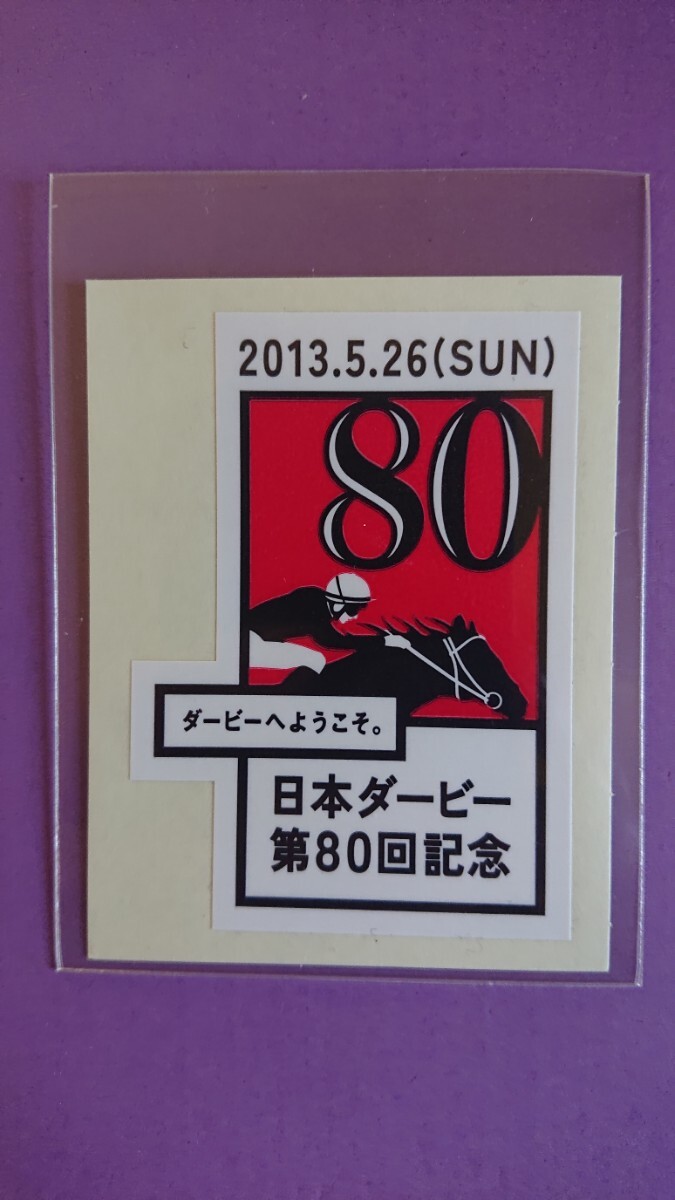 2013.5.26(SUN)
80
ダービーへようこそ。
日本ダービー
第80回記念